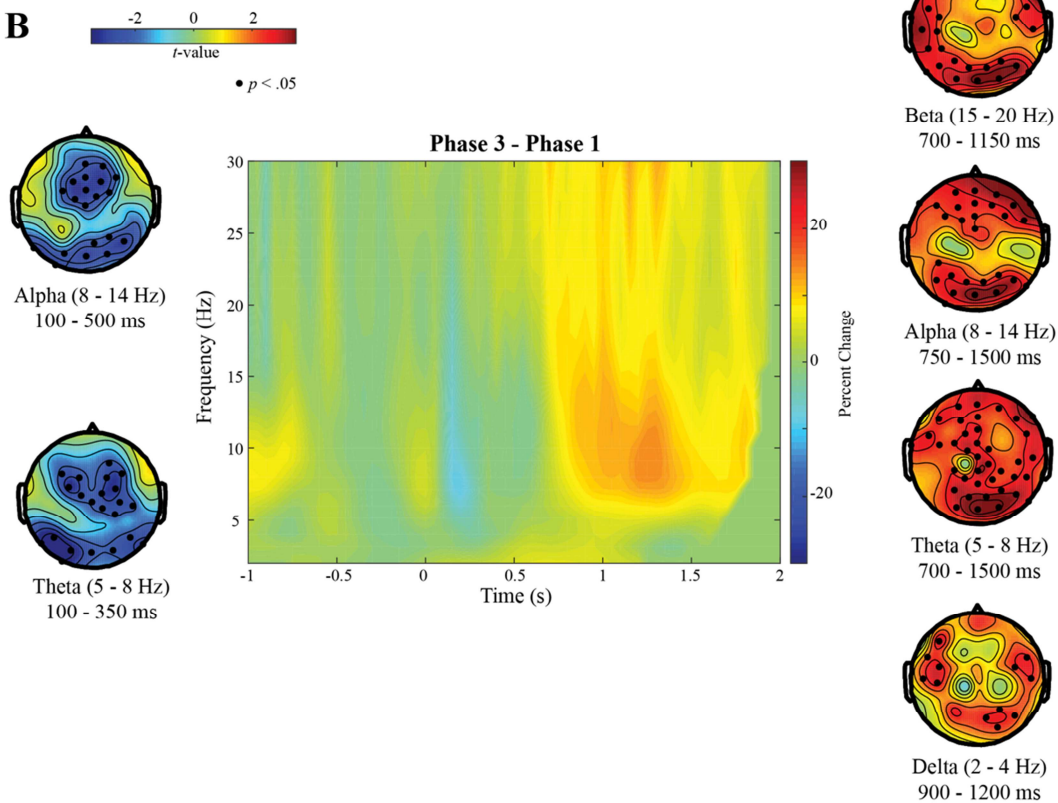 B
-2 0 2
t-value
• p < .05
Beta (15 - 20 Hz)
700 - 1150 ms
Alpha (8 - 14 Hz)
100 - 500 ms
Theta (5 - 8 Hz)
100 - 350 ms
Phase 3 - Phase 1
Frequency (Hz)
30
25
20
15
10
5
-1 -0.5 0 0.5 1 1.5 2
Time (s)
20
0
-20
Percent Change
Alpha (8 - 14 Hz)
750 - 1500 ms
Theta (5 - 8 Hz)
700 - 1500 ms
Delta (2 - 4 Hz)
900 - 1200 ms